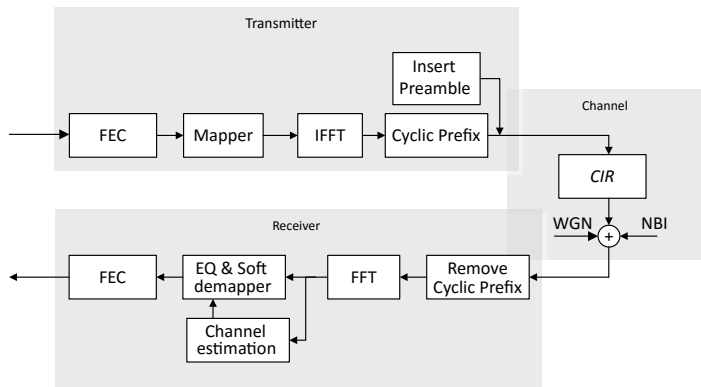 Transmitter
Insert
Preamble
FEC
Mapper
IFFT
Cyclic Prefix
Channel
CIR
WGN
+
NBI
Receiver
FEC
EQ & Soft
demapper
FFT
Remove
Cyclic Prefix
Channel
estimation